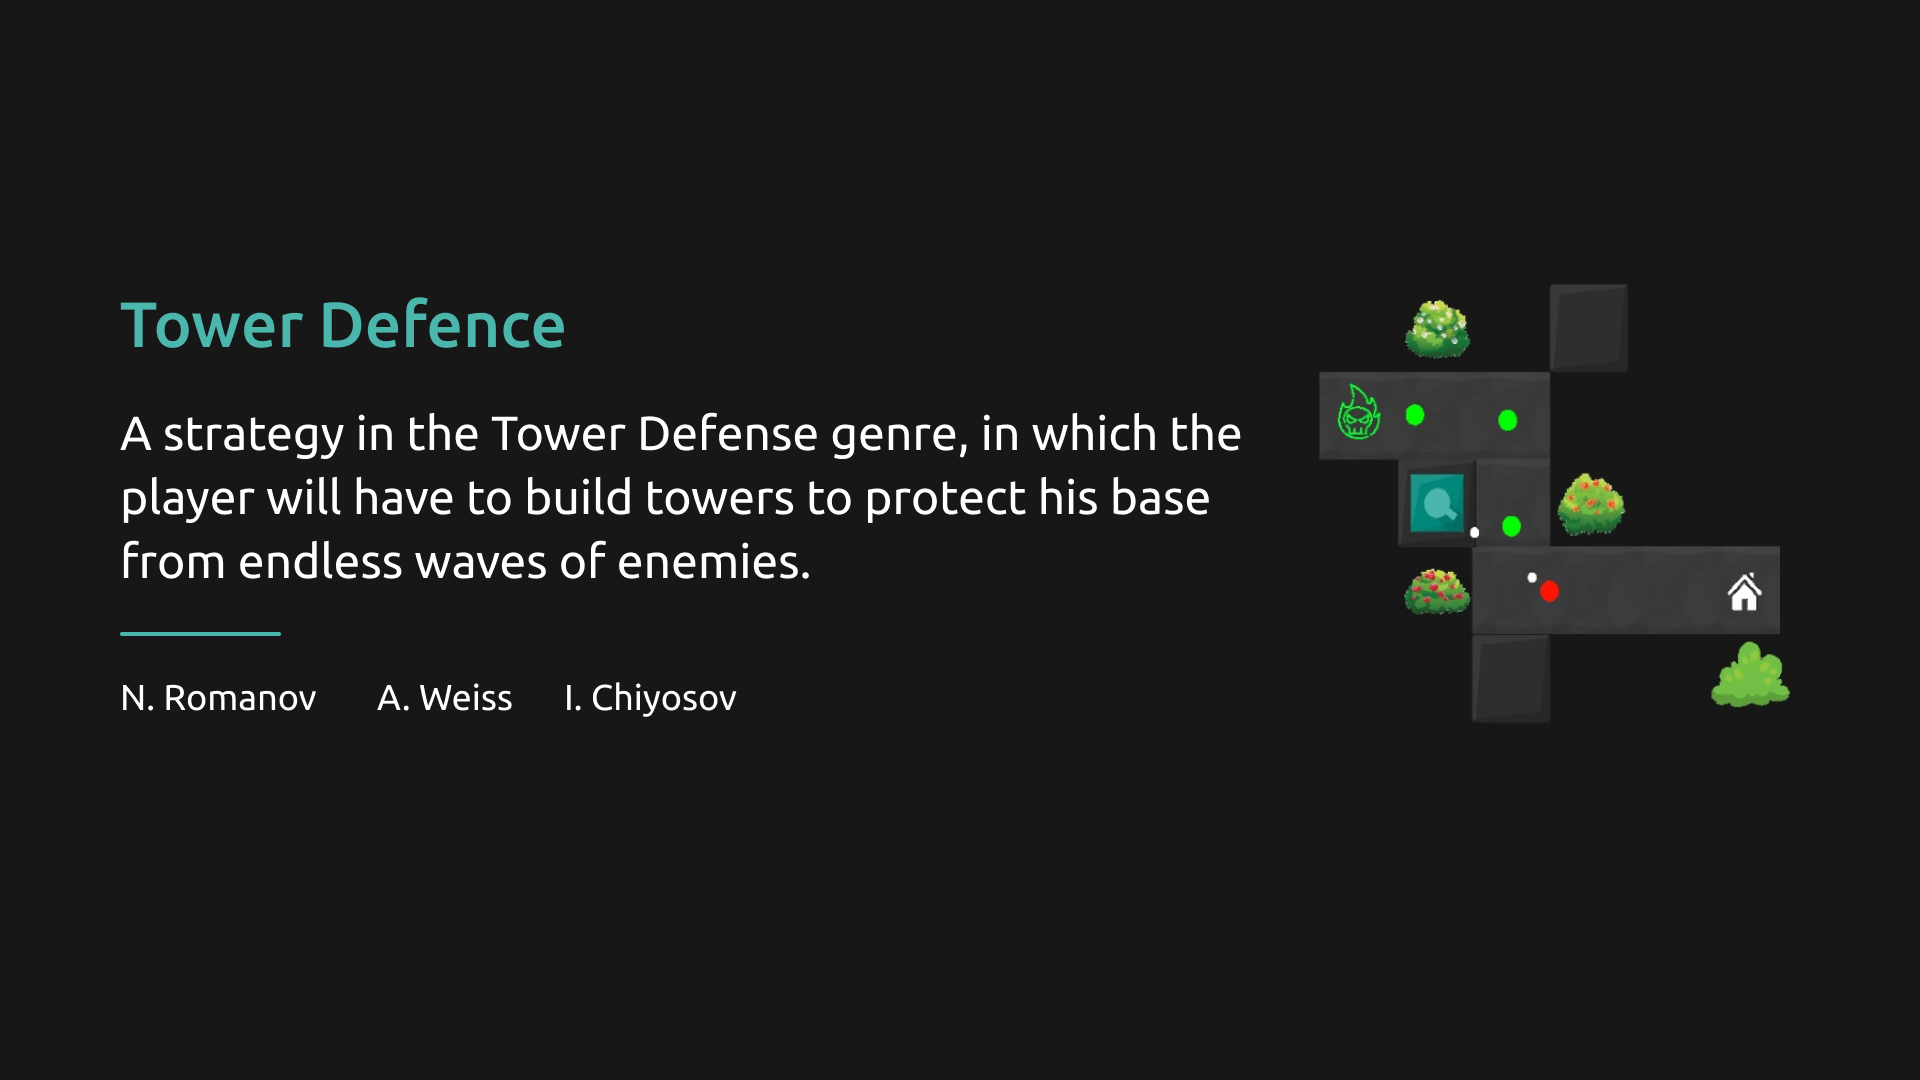 Tower Defence
A strategy in the Tower Defense genre, in which the
player will have to build towers to protect his base
from endless waves of enemies.
N. Romanov A. Weiss I. Chiyosov